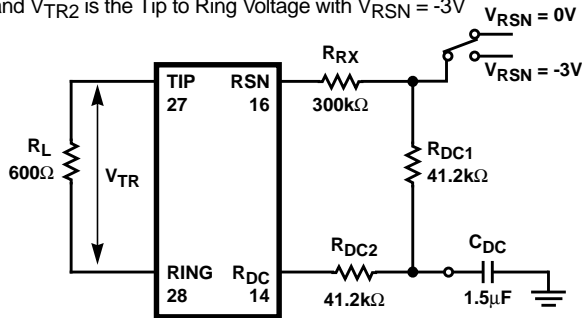 and VTR2 is the Tip to Ring Voltage with VRSN = -3V
VRSN = 0V
VRSN = -3V
RRX
300kΩ
TIP
27
RSN
16
RL
600Ω
VTR
RDC1
41.2kΩ
RING
28
RDC
14
RDC2
41.2kΩ
CDC
1.5μF